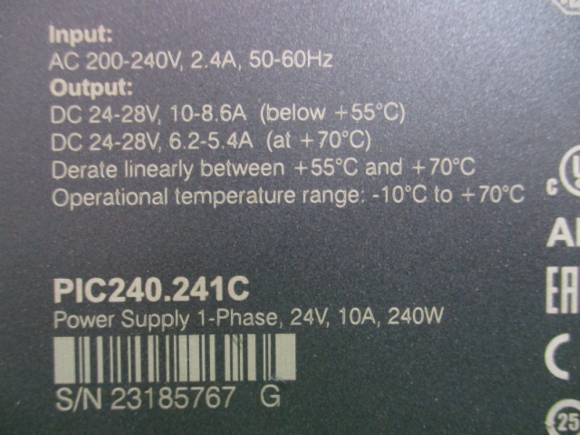 Input:
AC 200-240V, 2.4A, 50-60Hz
Output:
DC 24-28V, 10-8.6A (below +55°C)
DC 24-28V, 6.2-5.4A (at +70°C)
Derate linearly between +55°C and +70°C
Operational temperature range: -10°C to +70°C
PIC240.241C
Power Supply 1-Phase, 24V, 10A, 240W
S/N 23185767 G
c
EAC
25